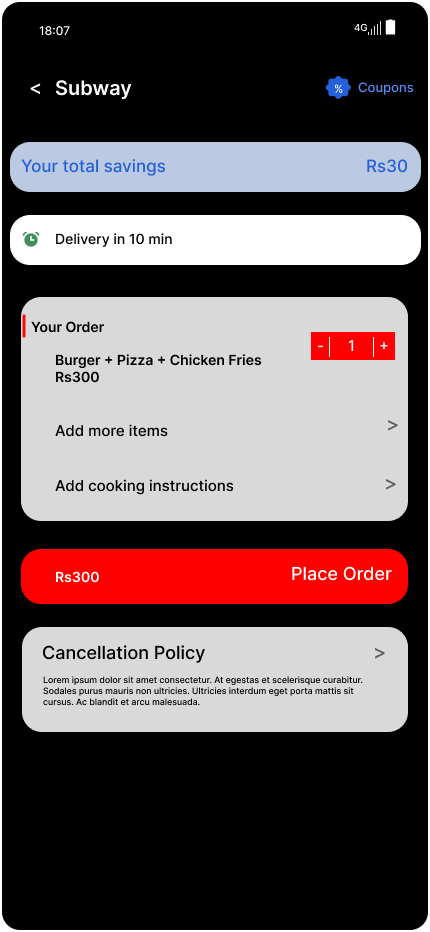 18:07
4G
< Subway
% Coupons
Your total savings Rs30
Delivery in 10 min
Your Order
Burger + Pizza + Chicken Fries
Rs300
- 1 +
Add more items >
Add cooking instructions >
Rs300 Place Order
Cancellation Policy >
Lorem ipsum dolor sit amet consectetur. At egestas et scelerisque curabitur.
Sodales purus mauris non ultricies. Ultricies interdum eget porta mattis sit
cursus. Ac blandit et arcu malesuada.